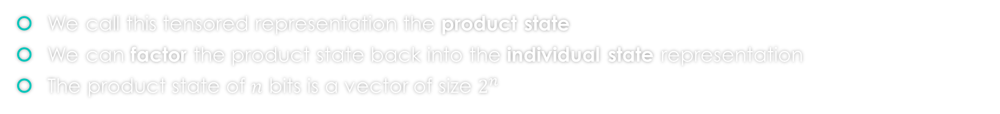 We call this tensored representation the product state
We can factor the product state back into the individual state representation
The product state of n bits is a vector of size 2ⁿ